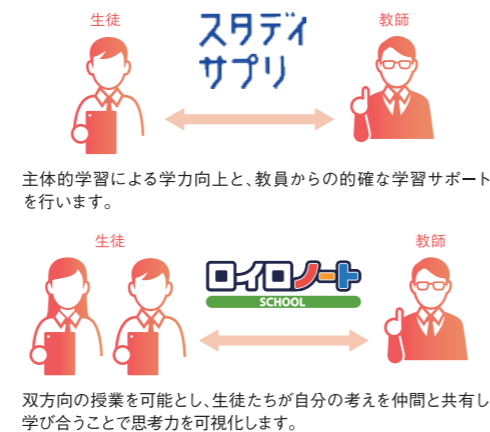 生徒
教師
スタディ
サプリ
主体的学習による学力向上と、教員からの的確な学習サポート
を行います。
生徒
教師
ロイロノート
SCHOOL
双方向の授業を可能とし、生徒たちが自分の考えを仲間と共有し
学び合うことで思考力を可視化します。